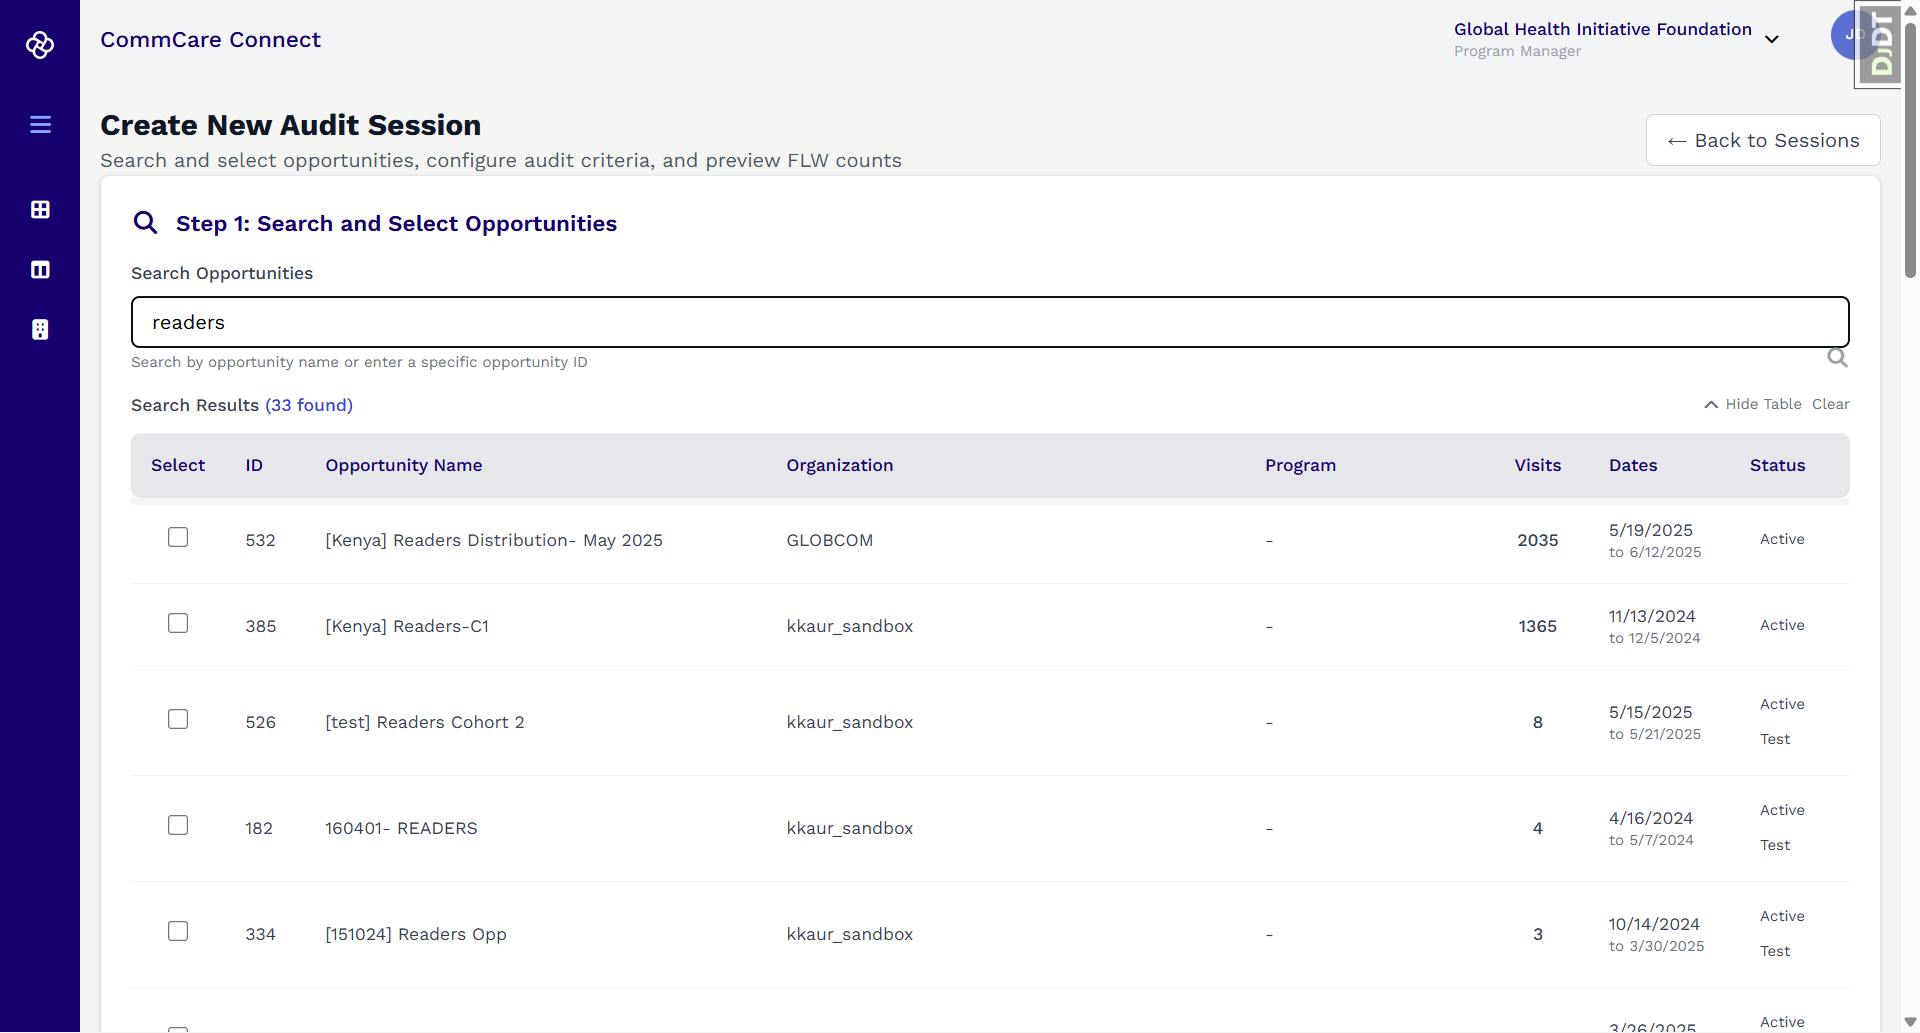 CommCare Connect
Global Health Initiative Foundation
Program Manager
DjDT
Create New Audit Session
Search and select opportunities, configure audit criteria, and preview FLW counts
← Back to Sessions
Step 1: Search and Select Opportunities
Search Opportunities
readers
Search by opportunity name or enter a specific opportunity ID
Search Results (33 found)
Hide Table Clear
Select ID Opportunity Name Organization Program Visits Dates Status
532 [Kenya] Readers Distribution- May 2025 GLOBCOM - 2035 5/19/2025 Active
to 6/12/2025
385 [Kenya] Readers-C1 kkaur_sandbox - 1365 11/13/2024 Active
to 12/5/2024
526 [test] Readers Cohort 2 kkaur_sandbox - 8 5/15/2025 Active
to 5/21/2025 Test
182 160401- READERS kkaur_sandbox - 4 4/16/2024 Active
to 5/7/2024 Test
334 [151024] Readers Opp kkaur_sandbox - 3 10/14/2024 Active
to 3/30/2025 Test
3/26/2025 Active